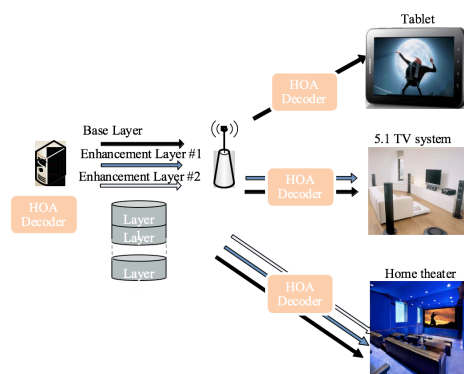 Tablet
HOA
Decoder
Base Layer
Enhancement Layer #1
Enhancement Layer #2
5.1 TV system
HOA
Decoder
HOA
Decoder
Layer
Layer
Layer
Home theater
HOA
Decoder